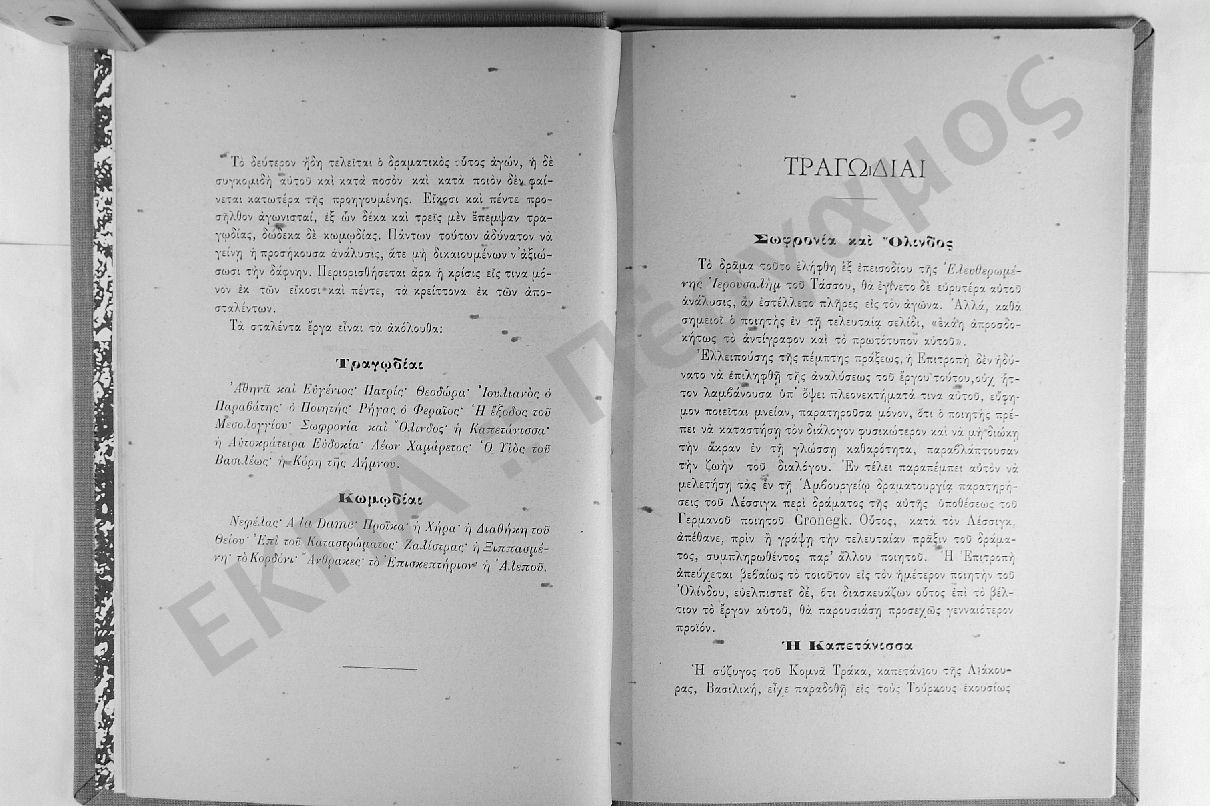 Τὸ δεύτερον ἤδη τελεῖται ὁ δραματικὸς οὗτος ἀγών, ἡ δὲ
συγκομιδὴ αὐτοῦ καὶ κατὰ ποσὸν καὶ κατὰ ποιὸν δὲν φαί-
νεται κατωτέρα τῆς προηγουμένης. Εἴκοσι καὶ πέντε προ-
σῆλθον ἀγωνισταί, ἐξ ὧν δέκα καὶ τρεῖς μὲν ἔπεμψαν τρα-
γῳδίας, δώδεκα δὲ κωμῳδίας. Πάντων τούτων ἀδύνατον νὰ
γείνῃ ἡ προσήκουσα ἀνάλυσις, ἅτε μὴ δικαιουμένων ν' ἀξιώ-
σωσι τὴν δάφνην. Περιορισθήσεται ἄρα ἡ κρίσις εἴς τινα μό-
νον ἐκ τῶν εἴκοσι καὶ πέντε, τὰ κρείττονα ἐκ τῶν ἀπο-
σταλέντων.
Τὰ σταλέντα ἔργα εἶναι τὰ ἀκόλουθα:
Τραγῳδίαι
Ἀθηνᾶ καὶ Εὐγένιος· Πατρίς· Θεοδώρα· Ἰουλιανὸς ὁ
Παραβάτης· ὁ Ποιητής· Ρήγας ὁ Φεραῖος· Ἡ ἔξοδος τοῦ
Μεσολογγίου· Σωφρονία καὶ Ὄλινδος· ἡ Καπετάνισσα·
ἡ Αὐτοκράτειρα Εὐδοκία· Λέων Χαμάρετος· Ὁ Υἱὸς τοῦ
Βασιλέως· ἡ Κόρη τῆς Λήμνου.
Κωμῳδίαι
Νεφέλας· A la Dame· Προῖκα· ἡ Χήρα· ἡ Διαθήκη τοῦ
Θείου· Ἐπὶ τοῦ Καταστρώματος· Ζαλίστρας· ἡ Ξιππασμέ-
νη· τὸ Κορδόνι· Ἄνθρακες· τὸ Ἐπισκεπτήριον· ἡ Ἀλεποῦ.
ΤΡΑΓΩΙΔΙΑΙ
Σωφρονία καὶ Ὄλινδος
Τὸ δρᾶμα τοῦτο ἐλήφθη ἐξ ἐπεισοδίου τῆς Ἐλευθερωμέ-
νης Ἱερουσαλὴμ τοῦ Τάσσου, θὰ ἐγίνετο δὲ εὐρυτέρα αὐτοῦ
ἀνάλυσις, ἂν ἐστέλλετο πλῆρες εἰς τὸν ἀγῶνα. Ἀλλά, καθὰ
σημειοῖ ὁ ποιητὴς ἐν τῇ τελευταίᾳ σελίδι, «ἐκάη ἀπροσδο-
κήτως τὸ ἀντίγραφον καὶ τὸ πρωτότυπον αὐτοῦ».
Ἐλλειπούσης τῆς πέμπτης πράξεως, ἡ Ἐπιτροπὴ δὲν ἠδύ-
νατο νὰ ἐπιληφθῇ τῆς ἀναλύσεως τοῦ ἔργου τούτου, οὐχ ἧτ-
τον λαμβάνουσα ὑπ' ὄψει πλεονεκτήματά τινα αὐτοῦ, εὔφη-
μον ποιεῖται μνείαν, παρατηροῦσα μόνον, ὅτι ὁ ποιητὴς πρέ-
πει νὰ καταστήσῃ τὸν διάλογον φυσικώτερον καὶ νὰ μὴ διώκῃ
τὴν ἄκραν ἐν τῇ γλώσσῃ καθαρότητα, παραβλάπτουσαν
τὴν ζωὴν τοῦ διαλόγου. Ἐν τέλει παραπέμπει αὐτὸν νὰ
μελετήσῃ τὰς ἐν τῇ Ἀμβουργείῳ δραματουργίᾳ παρατηρή-
σεις τοῦ Λέσσιγκ περὶ δράματος τῆς αὐτῆς ὑποθέσεως τοῦ
Γερμανοῦ ποιητοῦ Cronegk. Οὗτος, κατὰ τὸν Λέσσιγκ,
ἀπέθανε, πρὶν ἢ γράψῃ τὴν τελευταίαν πρᾶξιν τοῦ δράμα-
τος, συμπληρωθέντος παρ' ἄλλου ποιητοῦ. Ἡ Ἐπιτροπὴ
ἀπεύχεται βεβαίως τὸ τοιοῦτον εἰς τὸν ἡμέτερον ποιητὴν τοῦ
Ὀλίνδου, εὐελπιστεῖ δέ, ὅτι διασκευάζων οὗτος ἐπὶ τὸ βέλ-
τιον τὸ ἔργον αὐτοῦ, θὰ παρουσιάσῃ προσεχῶς γενναιότερον
προϊόν.
Ἡ Καπετάνισσα
Ἡ σύζυγος τοῦ Κομνᾶ Τράκα, καπετάνιου τῆς Λιάκου-
ρας, Βασιλική, εἶχε παραδοθῆ εἰς τοὺς Τούρκους ἑκουσίως
ΕΚΠΑ . Πέργαμος